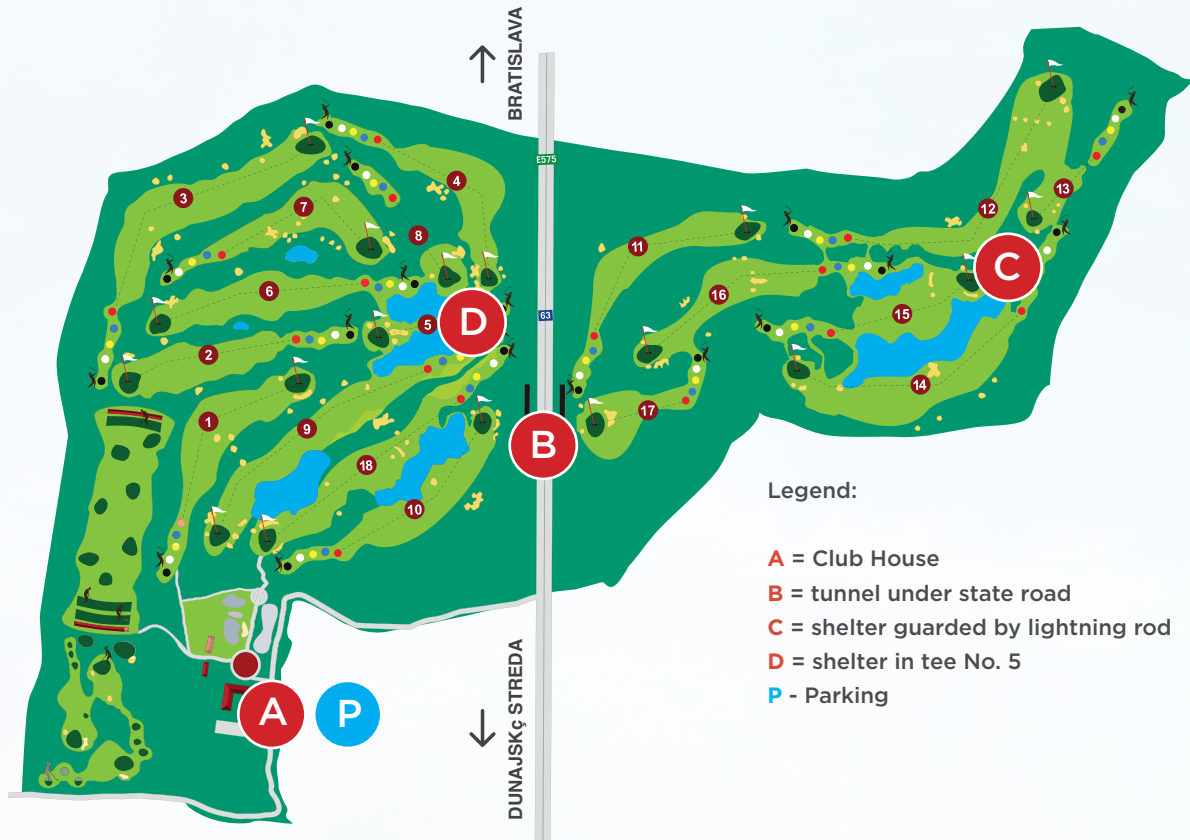 BRATISLAVA
E575
3
4
7
8
6
5
D
2
1
9
18
10
63
B
11
12
13
C
16
15
14
17
Legend:
A = Club House
B = tunnel under state road
C = shelter guarded by lightning rod
D = shelter in tee No. 5
P - Parking
A
P
DUNAJSKç STREDA